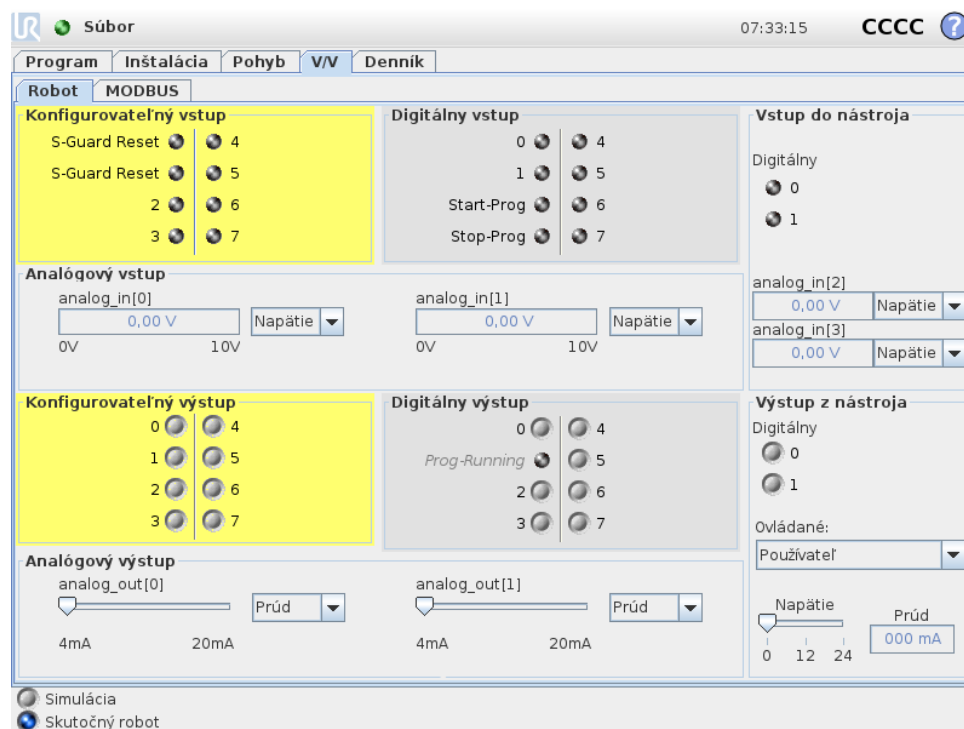 UR Súbor 07:33:15 CCCC ?
Program Inštalácia Pohyb V/V Denník
Robot MODBUS
Konfigurovateľný vstup
S-Guard Reset 4
S-Guard Reset 5
2 6
3 7
Digitálny vstup
0 4
1 5
Start-Prog 6
Stop-Prog 7
Vstup do nástroja
Digitálny
0
1
analog_in[2]
0,00 V Napätie
analog_in[3]
0,00 V Napätie
Analógový vstup
analog_in[0]
0,00 V Napätie
0V 10V
analog_in[1]
0,00 V Napätie
0V 10V
Konfigurovateľný výstup
0 4
1 5
2 6
3 7
Digitálny výstup
0 4
Prog-Running 5
2 6
3 7
Výstup z nástroja
Digitálny
0
1
Ovládané:
Používateľ
Napätie
0 12 24
Prúd
000 mA
Analógový výstup
analog_out[0]
Prúd
4mA 20mA
analog_out[1]
Prúd
4mA 20mA
Simulácia
Skutočný robot